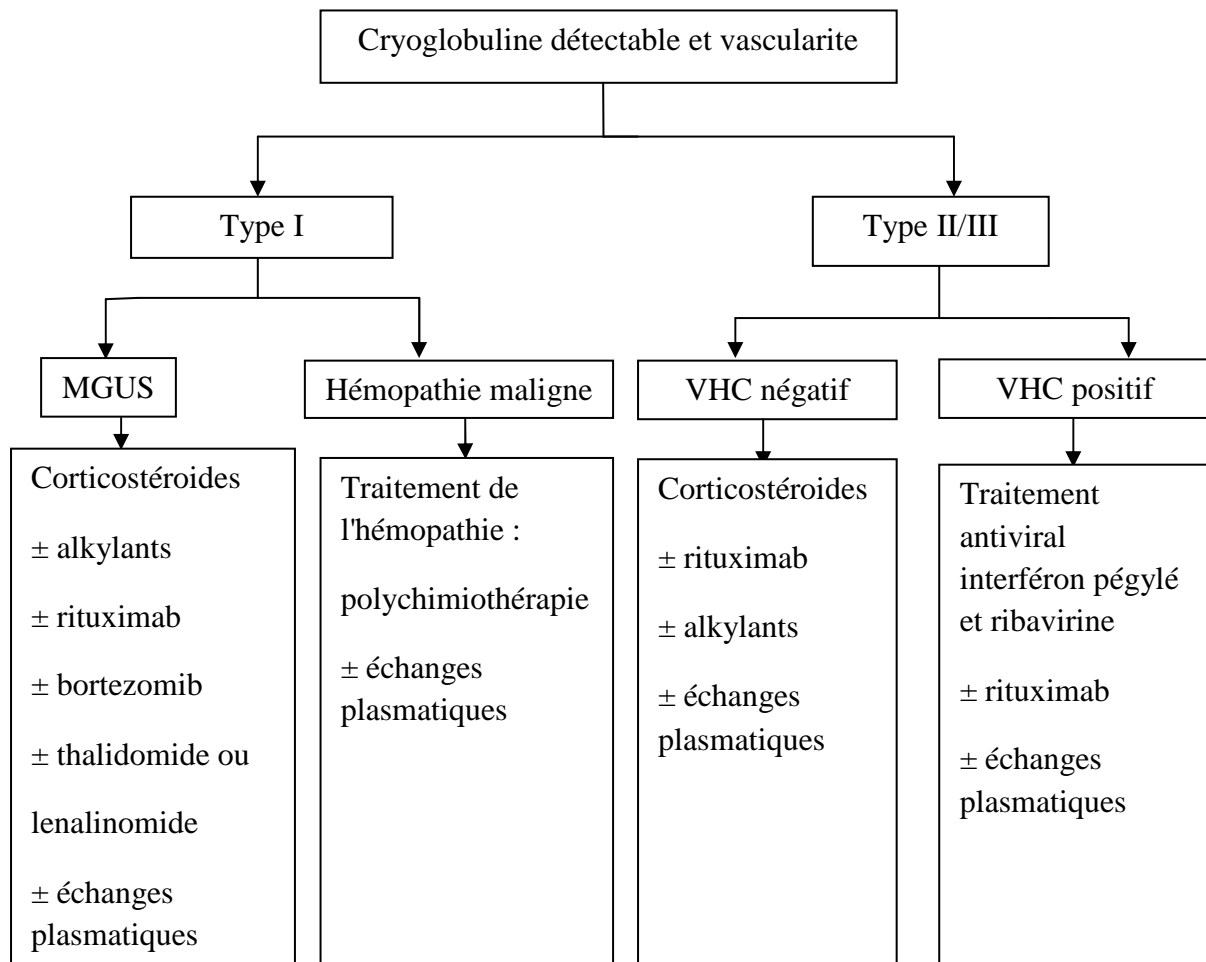 Cryoglobuline détectable et vascularite
Type I
Type II/III
MGUS
Hémopathie maligne
VHC négatif
VHC positif
Corticostéroides
± alkylants
± rituximab
± bortezomib
± thalidomide ou
lenalinomide
± échanges
plasmatiques
Traitement de
l'hémopathie :
polychimiothérapie
± échanges
plasmatiques
Corticostéroides
± rituximab
± alkylants
± échanges
plasmatiques
Traitement
antiviral
interféron pégylé
et ribavirine
± rituximab
± échanges
plasmatiques